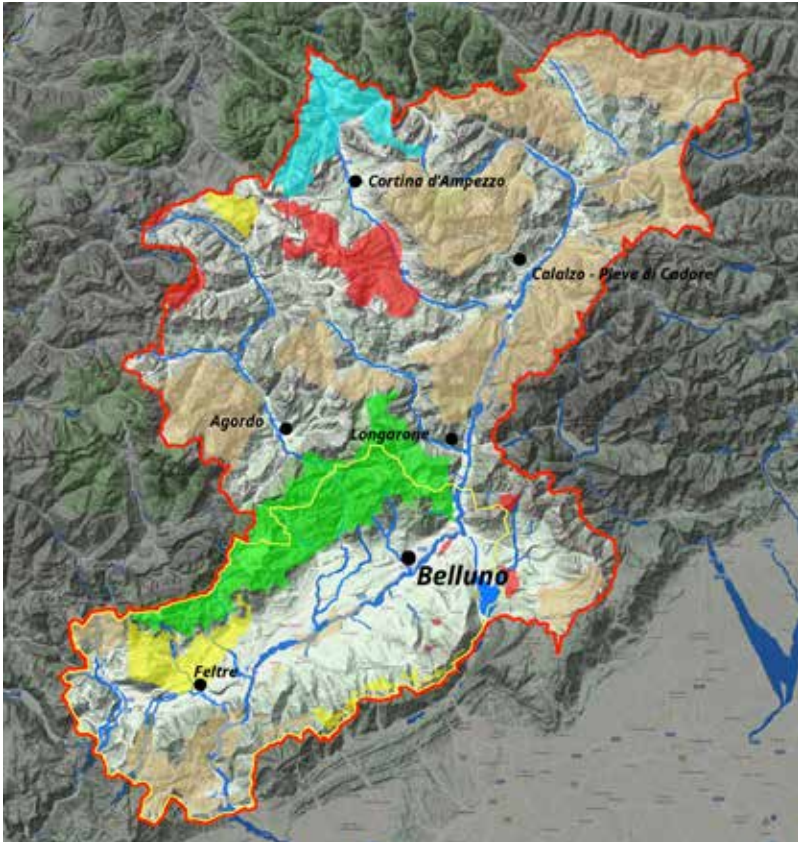 Cortina d'Ampezzo
Calalzo - Pieve di Cadore
Agordo
Longarone
Belluno
Feltre